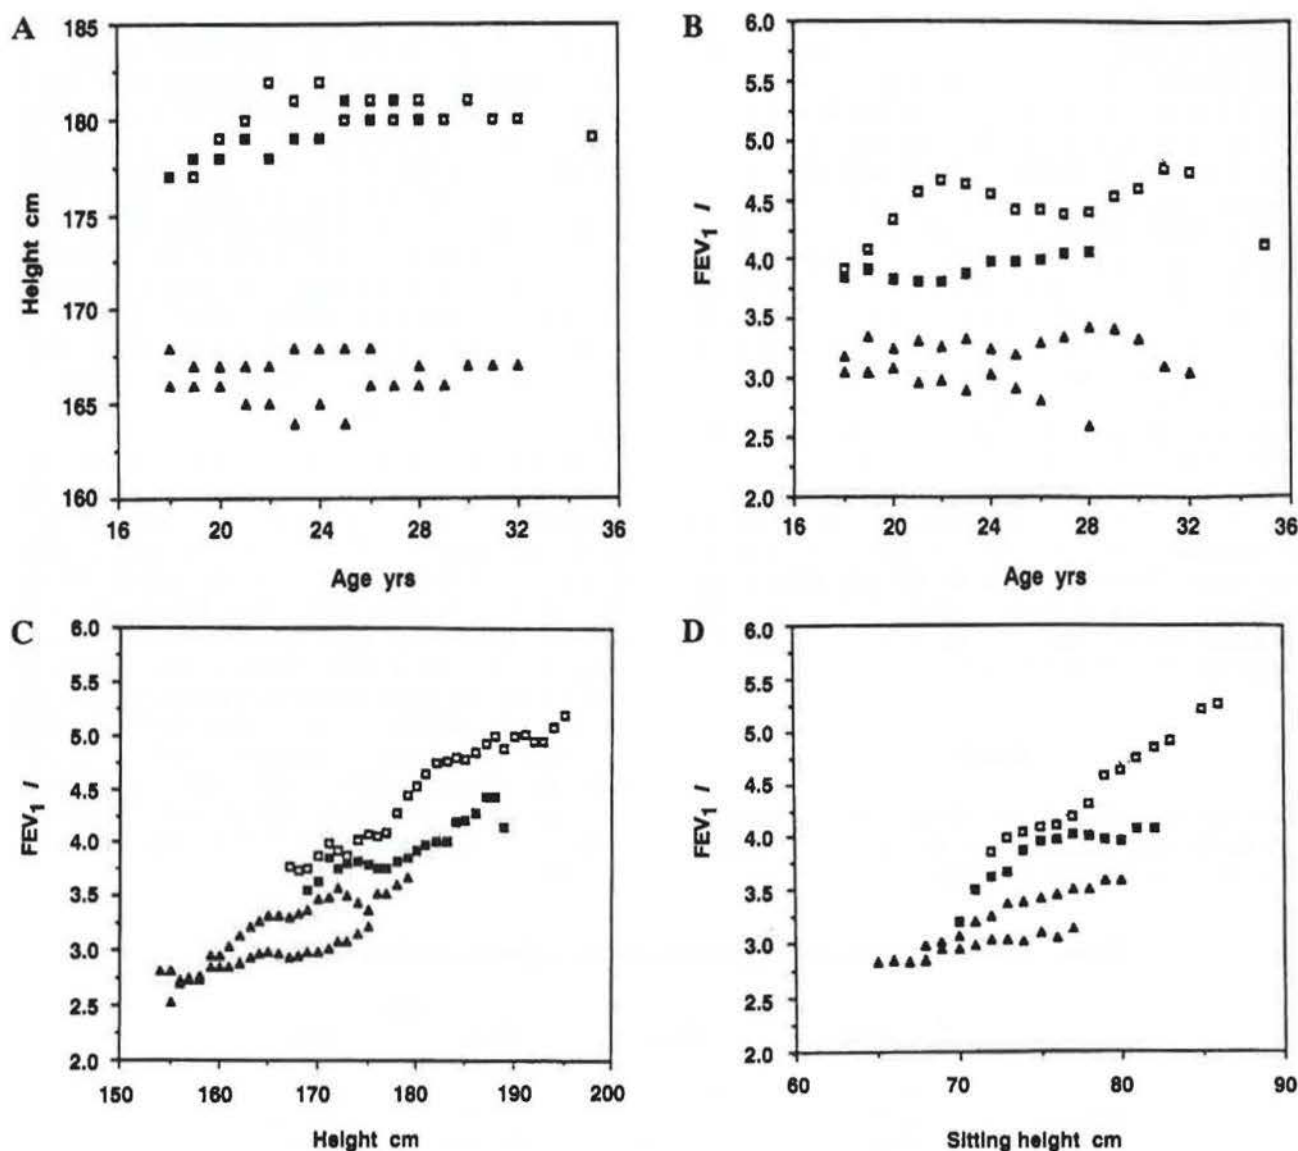 A
Height cm
185
180
175
170
165
160
16 20 24 28 32 36
Age yrs
B
FEV1 l
6.0
5.5
5.0
4.5
4.0
3.5
3.0
2.5
2.0
16 20 24 28 32 36
Age yrs
C
FEV1 l
6.0
5.5
5.0
4.5
4.0
3.5
3.0
2.5
2.0
150 160 170 180 190 200
Height cm
D
FEV1 l
6.0
5.5
5.0
4.5
4.0
3.5
3.0
2.5
2.0
60 70 80 90
Sitting height cm